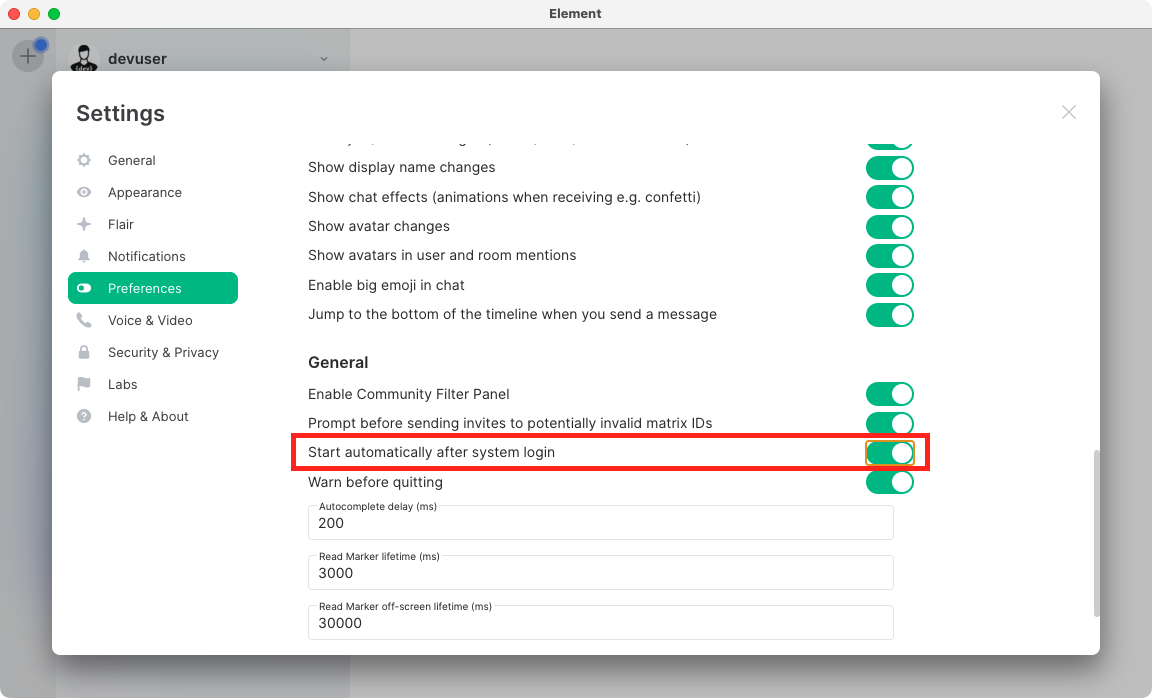 Element
devuser
Settings
General
Appearance
Flair
Notifications
Preferences
Voice & Video
Security & Privacy
Labs
Help & About
Show display name changes
Show chat effects (animations when receiving e.g. confetti)
Show avatar changes
Show avatars in user and room mentions
Enable big emoji in chat
Jump to the bottom of the timeline when you send a message
General
Enable Community Filter Panel
Prompt before sending invites to potentially invalid matrix IDs
Start automatically after system login
Warn before quitting
Autocomplete delay (ms)
200
Read Marker lifetime (ms)
3000
Read Marker off-screen lifetime (ms)
30000